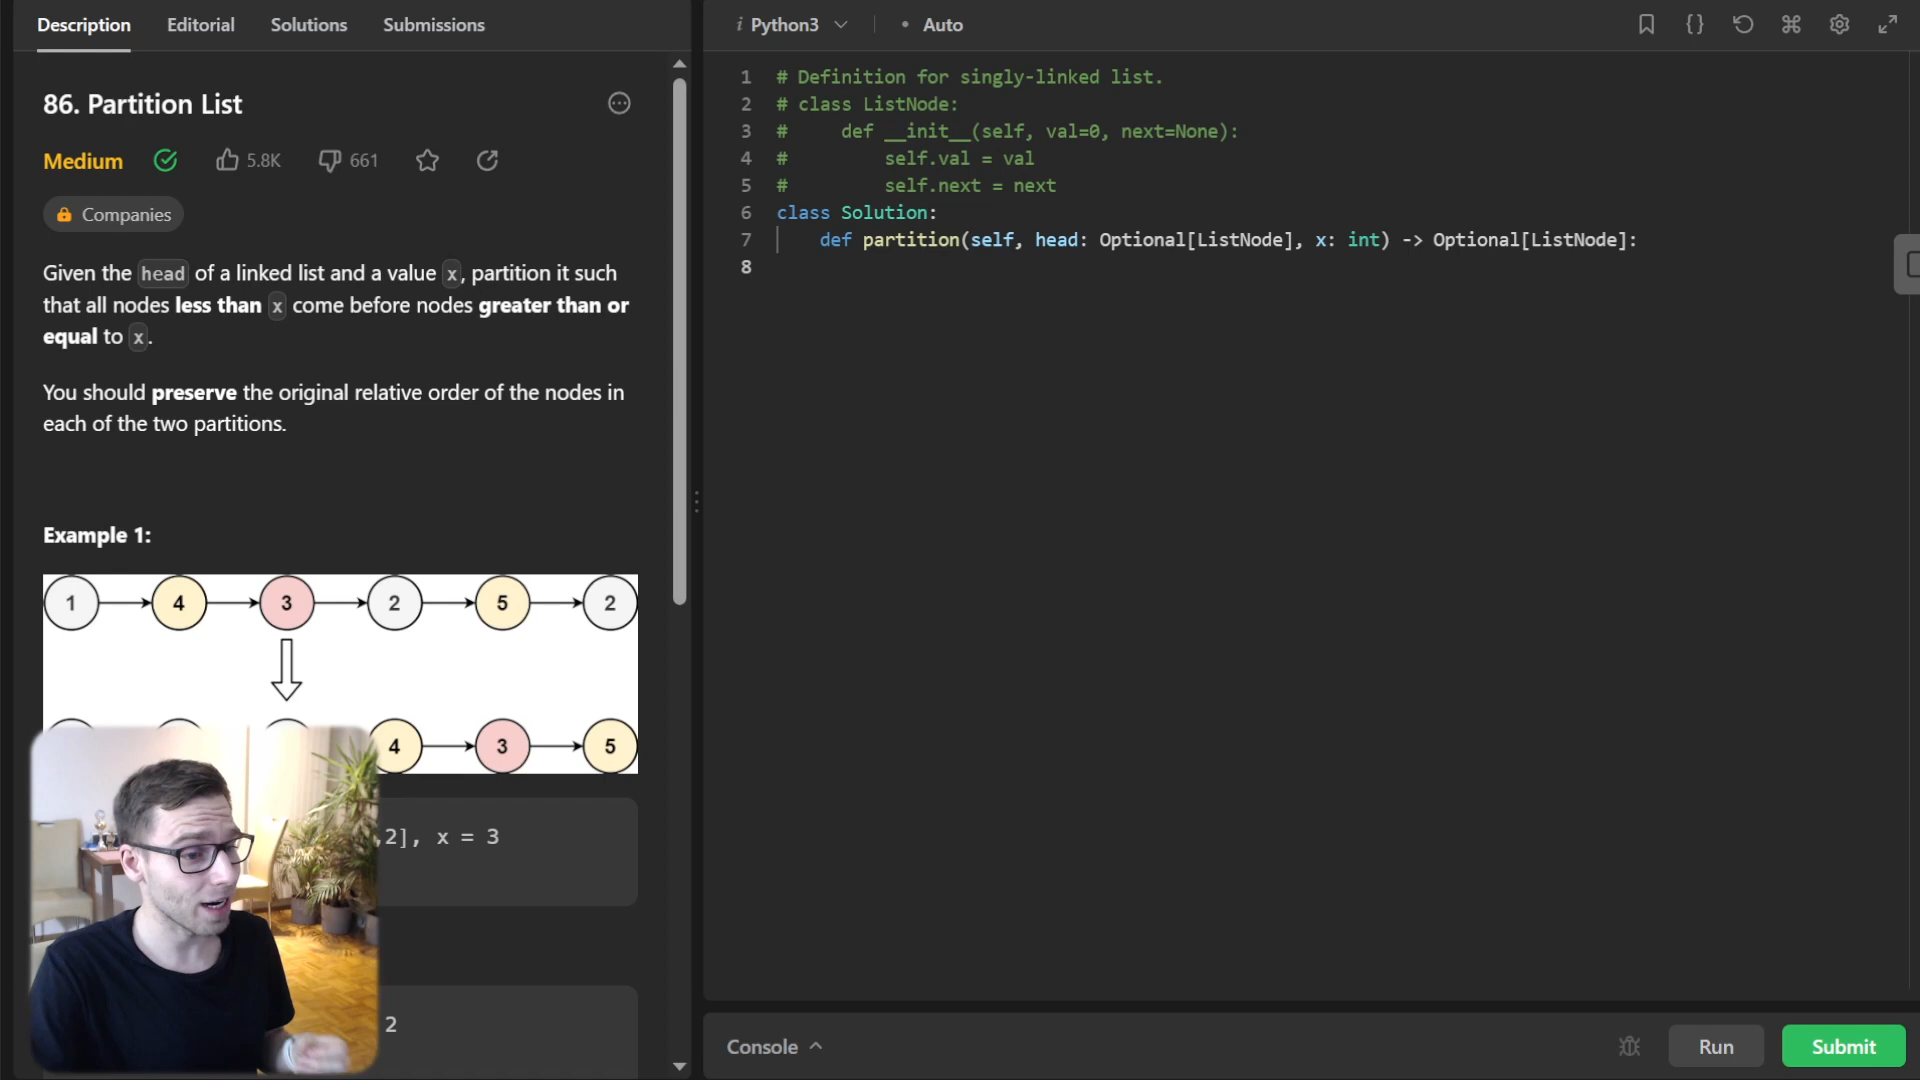 Description Editorial Solutions Submissions
86. Partition List
Medium 5.8K 661
Companies
Given the head of a linked list and a value x, partition it such
that all nodes less than x come before nodes greater than or
equal to x.
You should preserve the original relative order of the nodes in
each of the two partitions.
Example 1:
1 4 3 2 5 2
4 3 5
,2], x = 3
2
i Python3 • Auto
1 # Definition for singly-linked list.
2 # class ListNode:
3 #     def __init__(self, val=0, next=None):
4 #         self.val = val
5 #         self.next = next
6 class Solution:
7     def partition(self, head: Optional[ListNode], x: int) -> Optional[ListNode]:
8
Console Run Submit